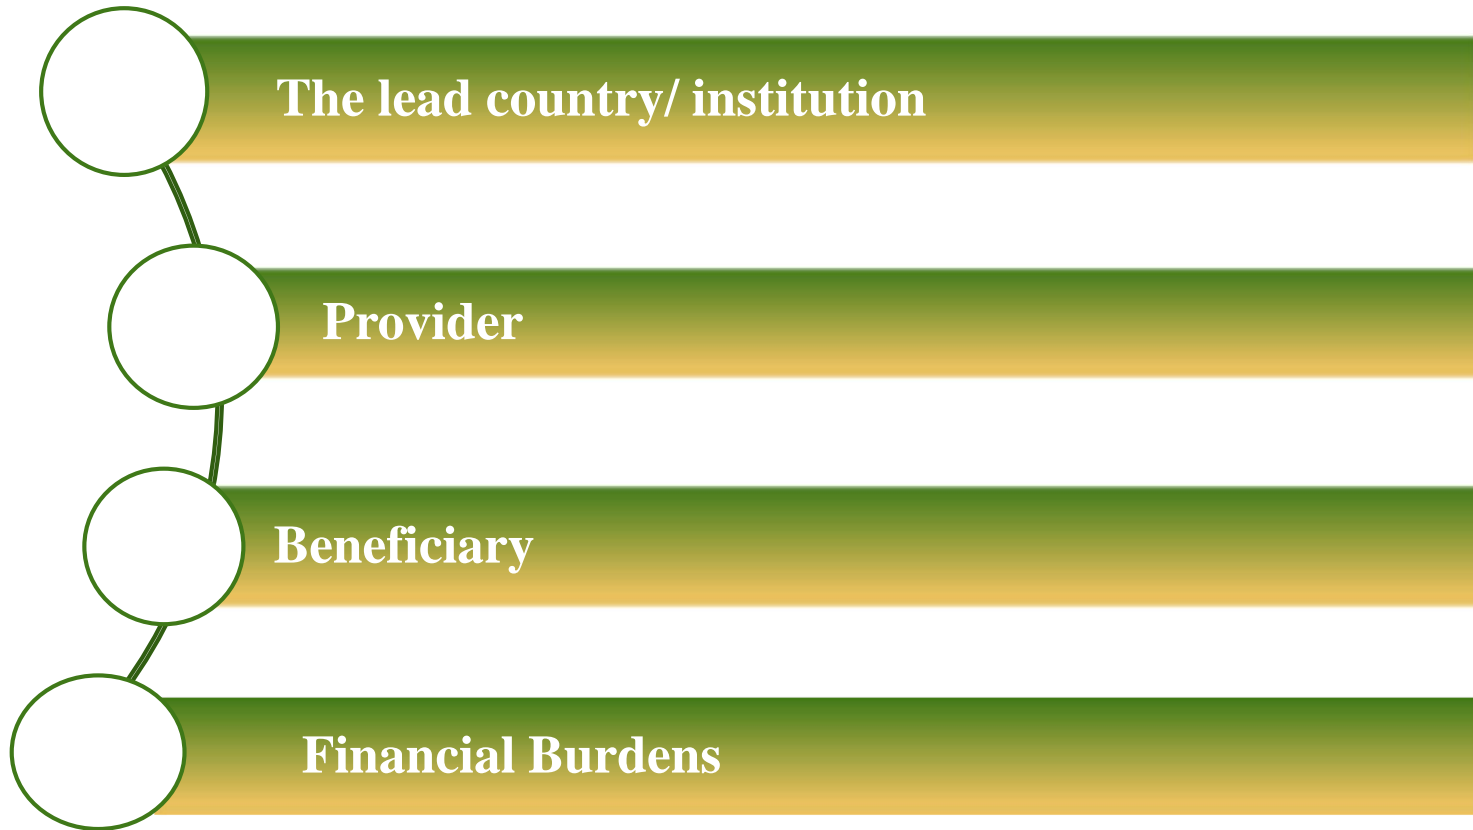 The lead country/ institution
Provider
Beneficiary
Financial Burdens